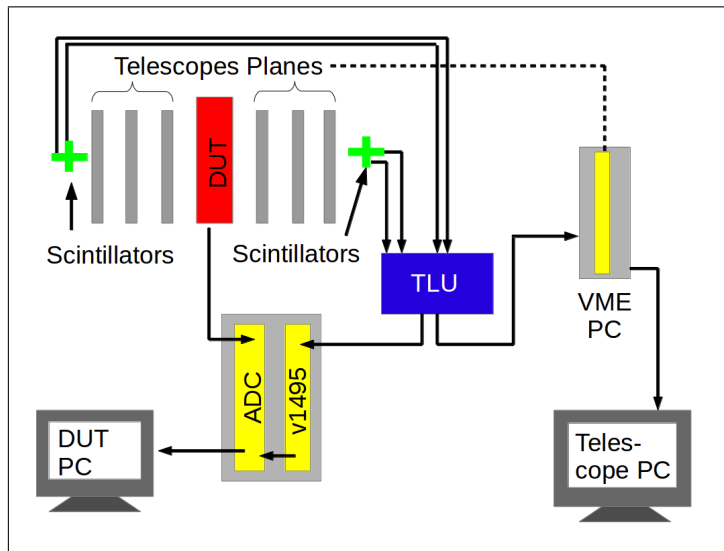 Telescopes Planes
DUT
Scintillators
Scintillators
TLU
VME
PC
ADC
v1495
DUT
PC
Teles-
cope PC